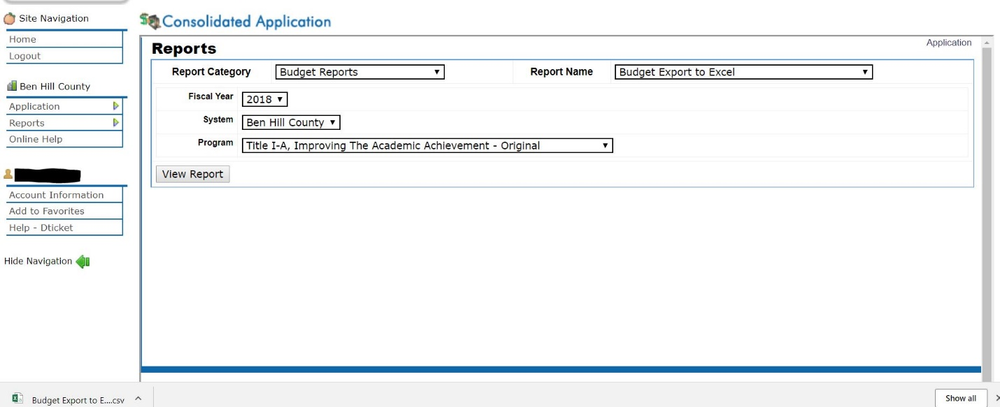 Site Navigation
Home
Logout
Ben Hill County
Application
Reports
Online Help
Account Information
Add to Favorites
Help - Dticket
Hide Navigation
Consolidated Application
Application
Reports
Report Category Budget Reports Report Name Budget Export to Excel
Fiscal Year 2018
System Ben Hill County
Program Title I-A, Improving The Academic Achievement - Original
View Report
Budget Export to E....csv Show all